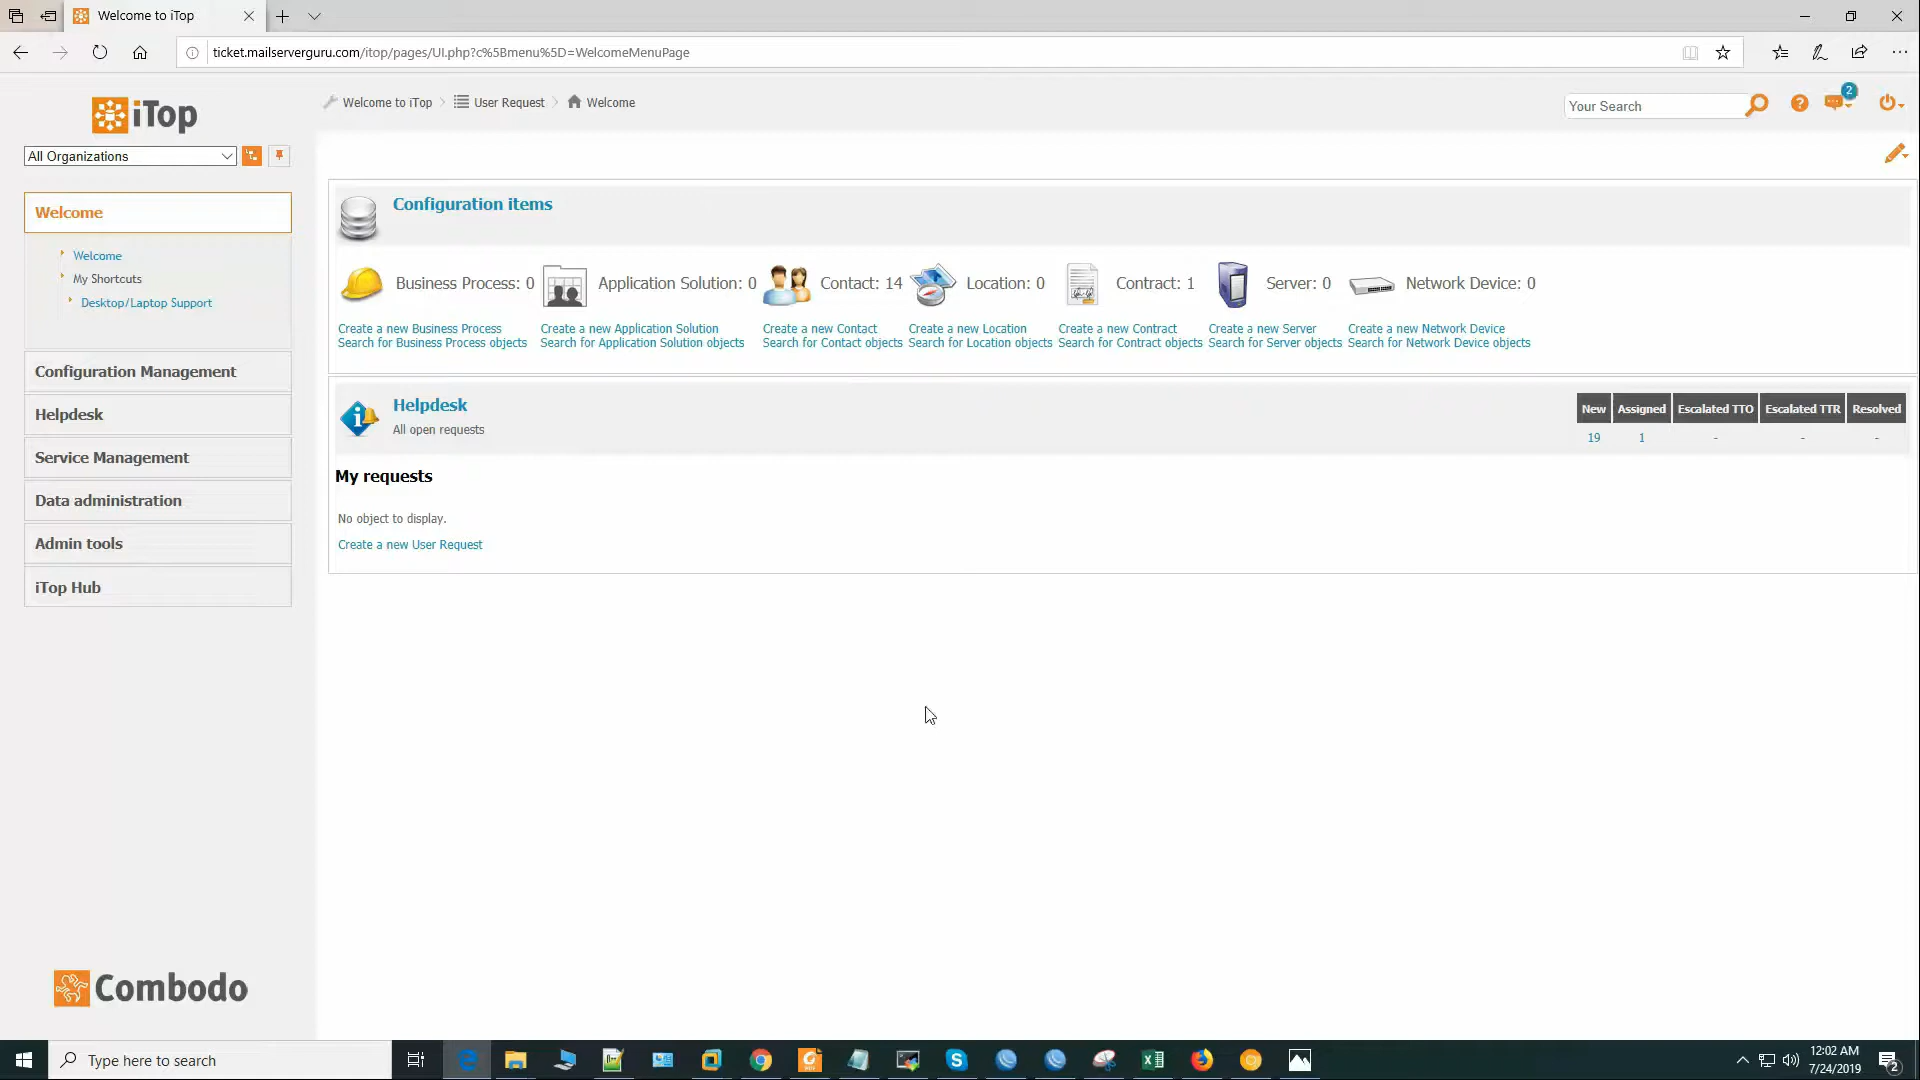 Welcome to iTop
ticket.mailserverguru.com/itop/pages/UI.php?c%5Bmenu%5D=WelcomeMenuPage
iTop
Welcome to iTop
User Request
Welcome
Your Search
2
All Organizations
Welcome
Welcome
My Shortcuts
Desktop/Laptop Support
Configuration Management
Helpdesk
Service Management
Data administration
Admin tools
iTop Hub
Combodo
Configuration items
Business Process: 0
Application Solution: 0
Contact: 14
Location: 0
Contract: 1
Server: 0
Network Device: 0
Create a new Business Process
Create a new Application Solution
Create a new Contact
Create a new Location
Create a new Contract
Create a new Server
Create a new Network Device
Search for Business Process objects
Search for Application Solution objects
Search for Contact objects
Search for Location objects
Search for Contract objects
Search for Server objects
Search for Network Device objects
Helpdesk
All open requests
New Assigned Escalated TTO Escalated TTR Resolved
19 1 - - -
My requests
No object to display.
Create a new User Request
Type here to search
12:02 AM
7/24/2019
2